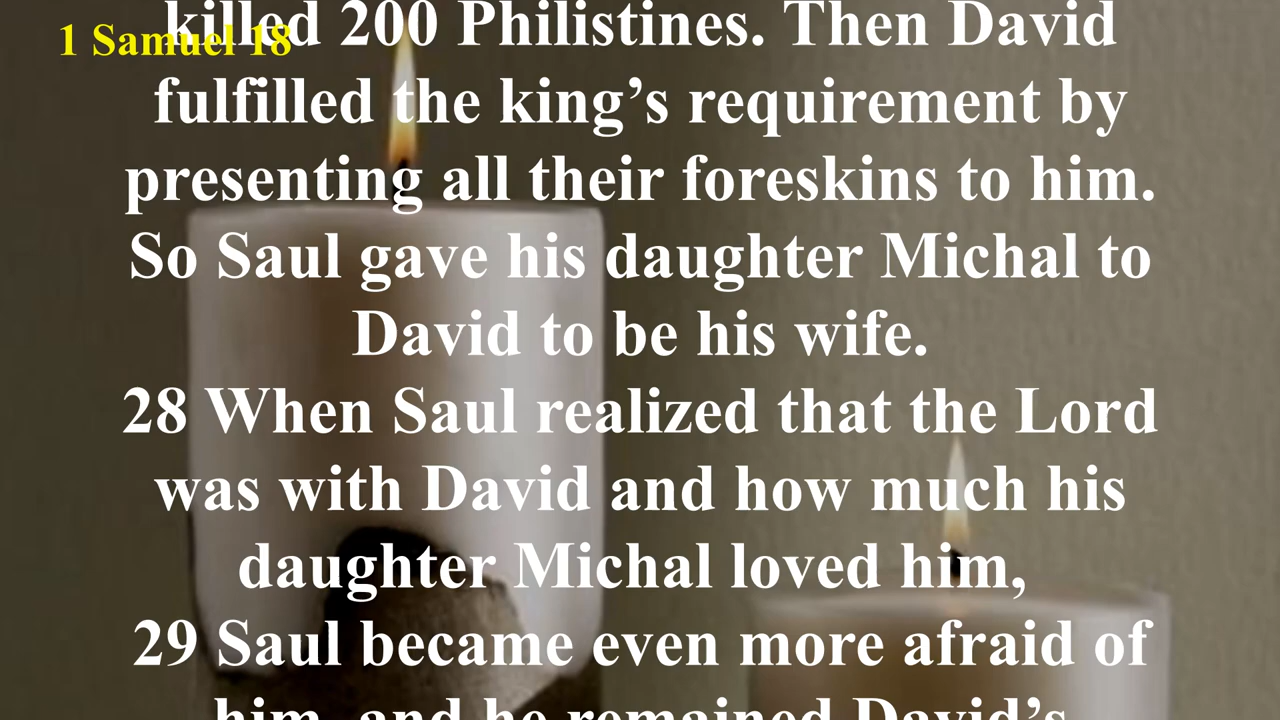 1 Samuel 18
killed 200 Philistines. Then David
fulfilled the king’s requirement by
presenting all their foreskins to him.
So Saul gave his daughter Michal to
David to be his wife.
28 When Saul realized that the Lord
was with David and how much his
daughter Michal loved him,
29 Saul became even more afraid of
him, and he remained David’s